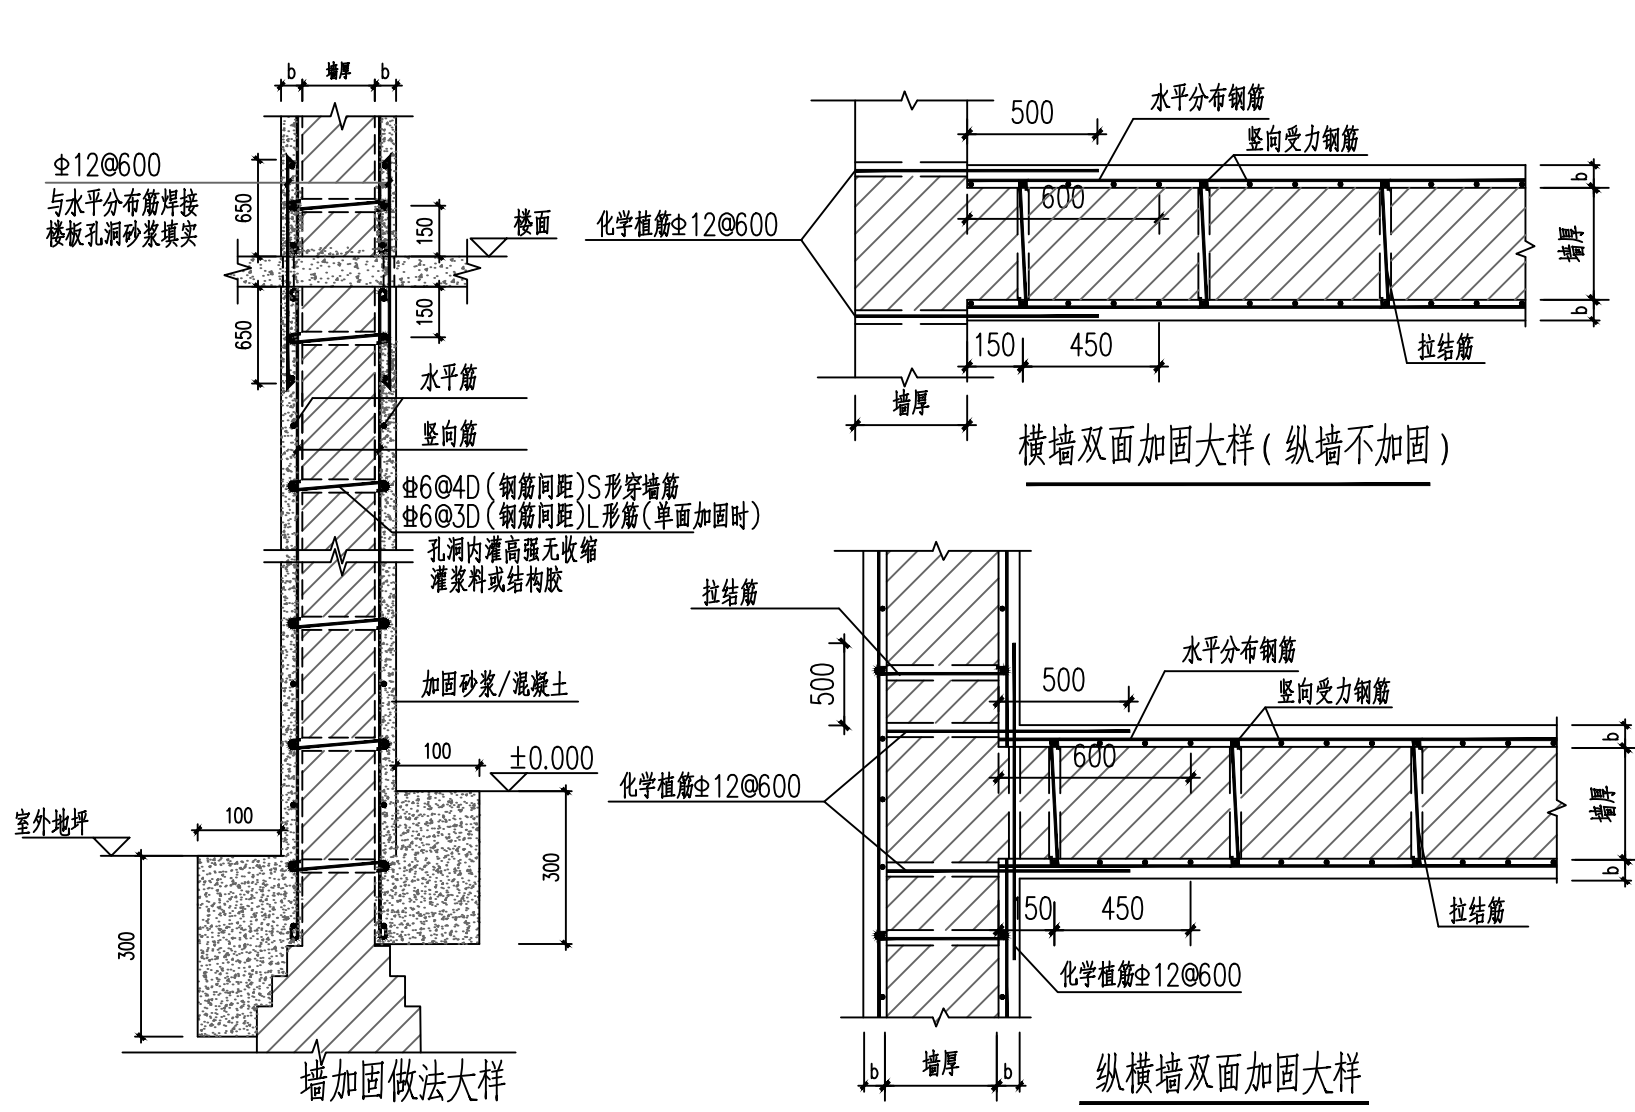 b 墙厚 b
Φ12@600
与水平分布筋焊接
楼板孔洞砂浆填实
650
650
150
150
楼面
水平筋
竖向筋
Φ6@4D(钢筋间距)S形穿墙筋
Φ6@3D(钢筋间距)L形筋(单面加固时)
孔洞内灌高强无收缩
灌浆料或结构胶
加固砂浆/混凝土
100
±0.000
室外地坪
100
300
300
墙加固做法大样
500
水平分布钢筋
竖向受力钢筋
化学植筋Φ12@600
600
b
墙厚
b
150
450
拉结筋
墙厚
横墙双面加固大样(纵墙不加固)
拉结筋
500
500
水平分布钢筋
竖向受力钢筋
600
化学植筋Φ12@600
b
墙厚
b
150
450
拉结筋
化学植筋Φ12@600
b 墙厚 b
纵横墙双面加固大样